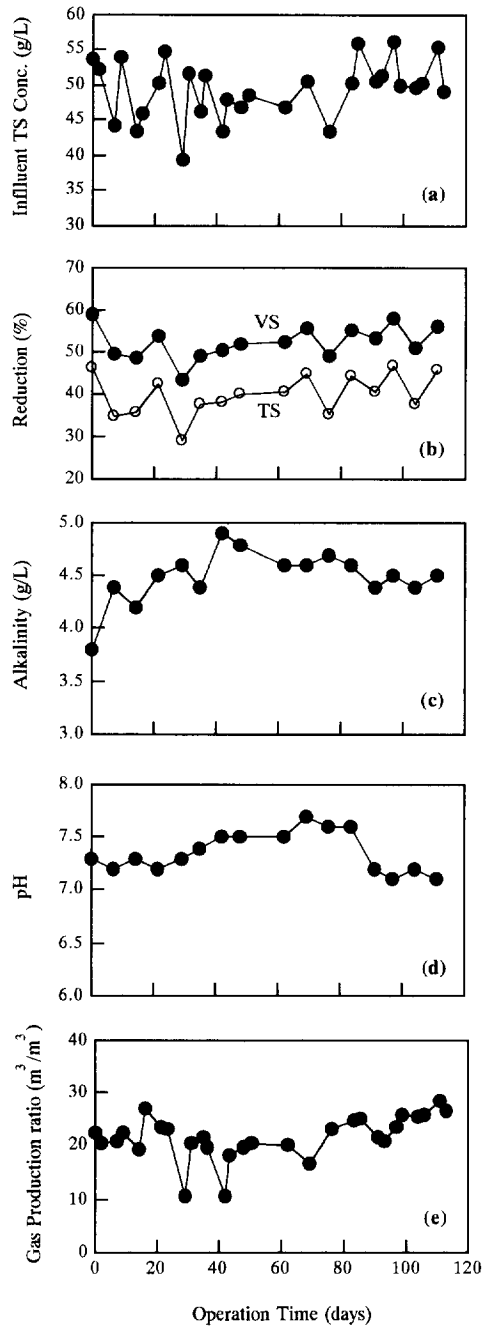 Inflluent TS Conc. (g/L)
60
55
50
45
40
35
30
(a)
Reduction (%)
70
60
50
40
30
20
VS
TS
(b)
Alkalinity (g/L)
5.0
4.5
4.0
3.5
3.0
(c)
pH
8.0
7.5
7.0
6.5
6.0
(d)
Gas Production ratio (m³/m³)
40
30
20
10
0
(e)
0 20 40 60 80 100 120
Operation Time (days)